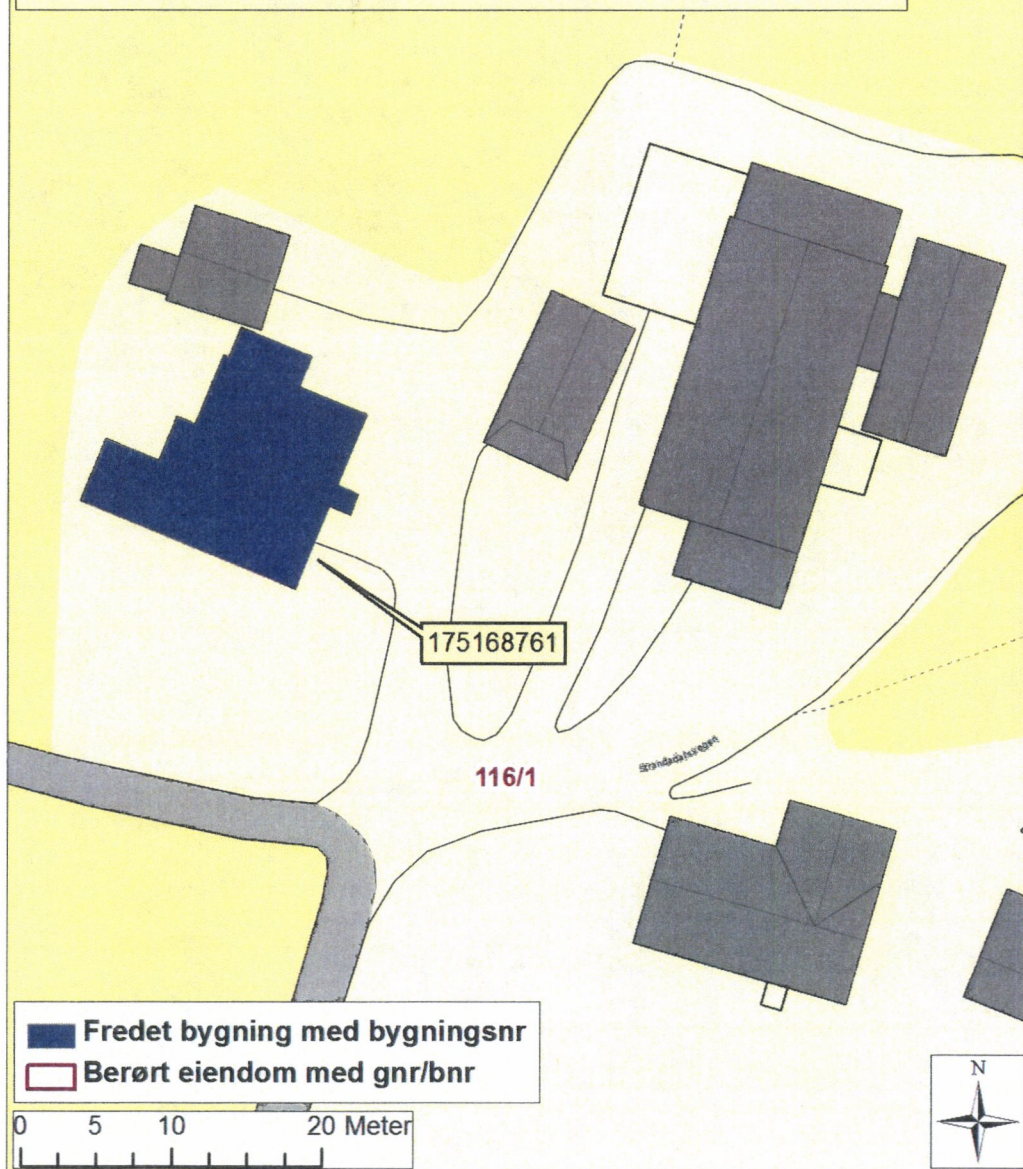 175168761
116/1
Fredet bygning med bygningsnr
Berørt eiendom med gnr/bnr
0 5 10 20 Meter
N